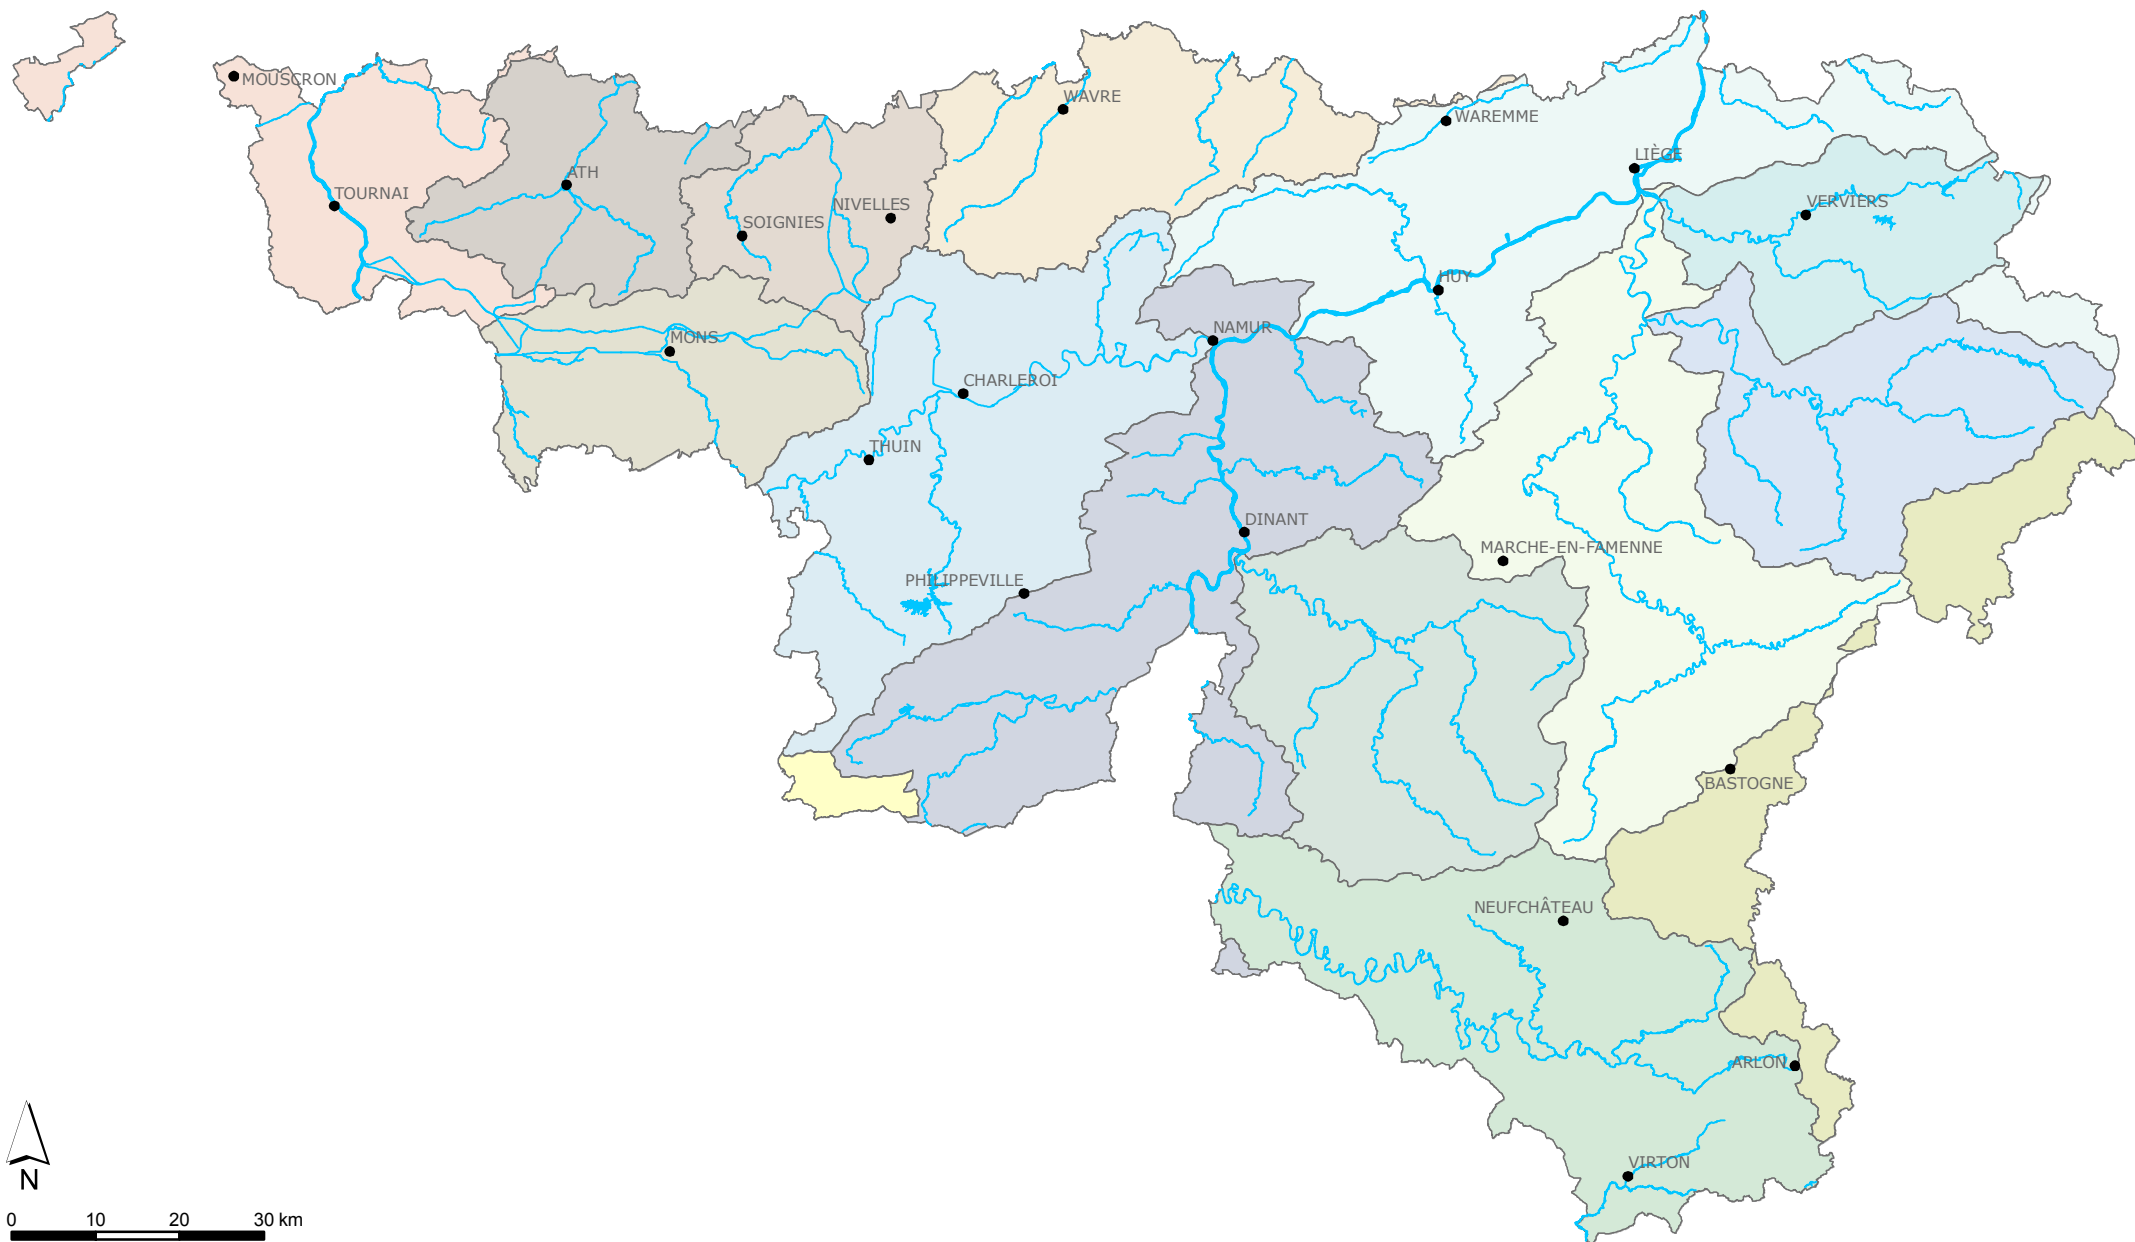 MOUSCRON
WAVRE
WAREMME
LIÈGE
ATH
TOURNAI
VERVIERS
NIVELLES
SOIGNIES
HUY
NAMUR
MONS
CHARLEROI
THUIN
DINANT
MARCHE-EN-FAMENNE
PHILIPPEVILLE
BASTOGNE
NEUFCHÂTEAU
ARLON
VIRTON
N
0 10 20 30 km